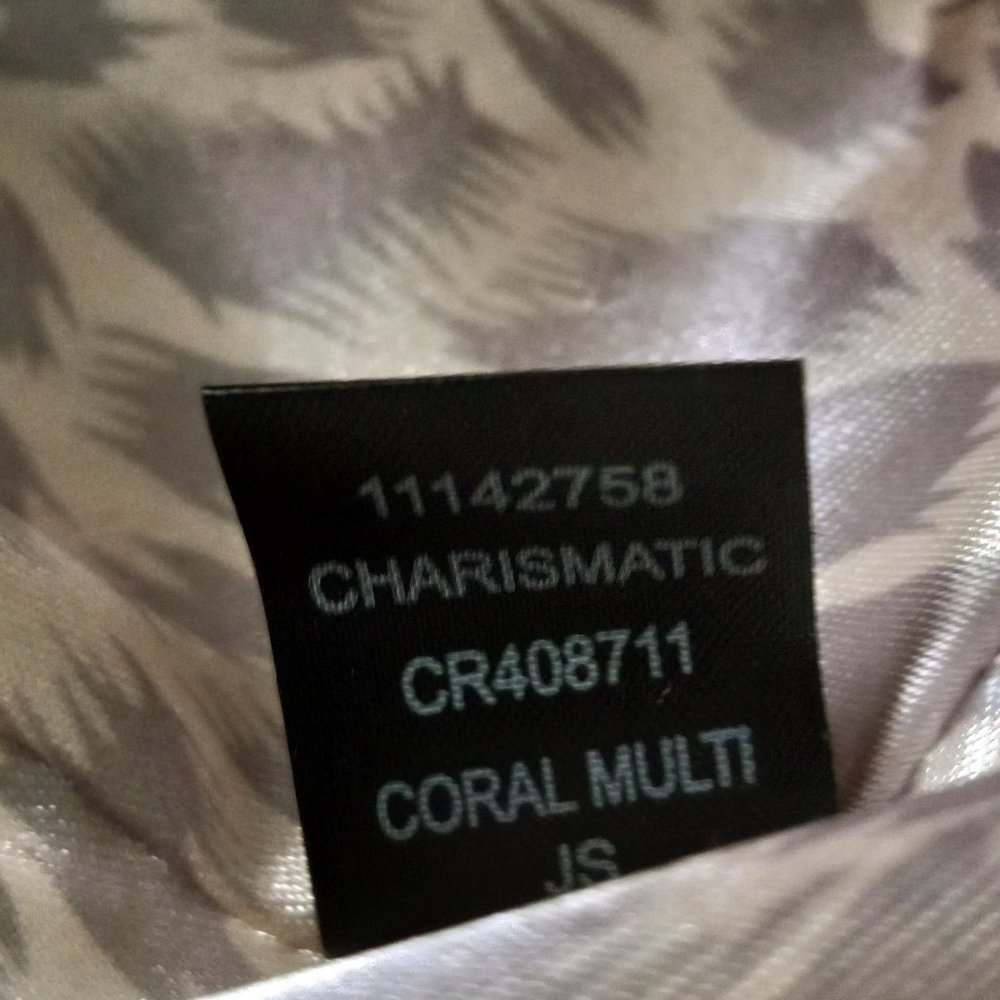 11142758
CHARISMATIC
CR408711
CORAL MULTI
JS